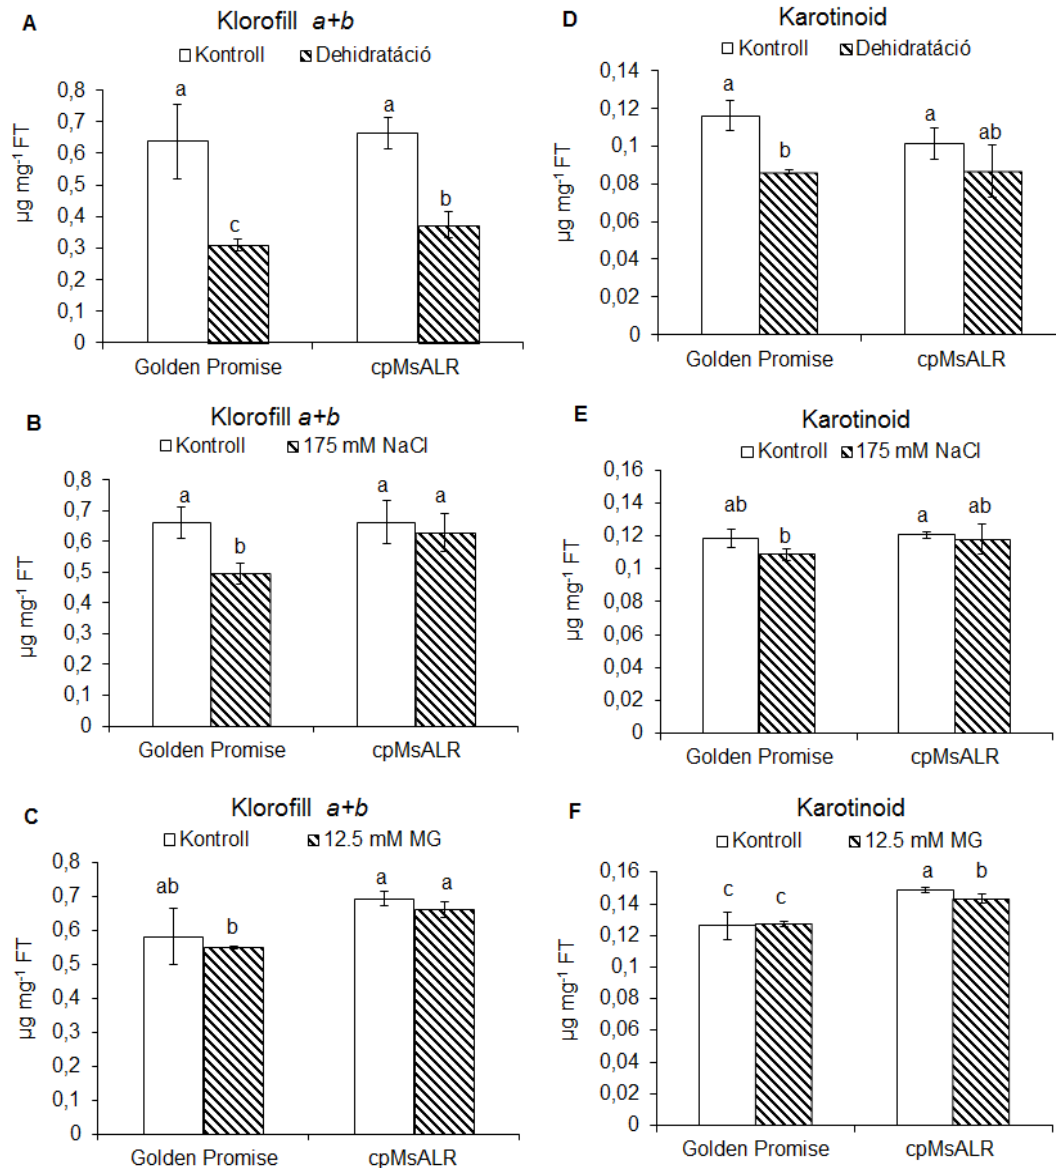 A
Klorofill a+b
Kontroll Dehidratáció
0,8
0,7
0,6
0,5
0,4
0,3
0,2
0,1
0
µg mg⁻¹ FT
a
c
a
b
Golden Promise cpMsALR
D
Karotinoid
Kontroll Dehidratáció
0,14
0,12
0,1
0,08
0,06
0,04
0,02
0
µg mg⁻¹ FT
a
b
a
ab
Golden Promise cpMsALR
B
Klorofill a+b
Kontroll 175 mM NaCl
0,8
0,7
0,6
0,5
0,4
0,3
0,2
0,1
0
µg mg⁻¹ FT
a
b
a
a
Golden Promise cpMsALR
E
Karotinoid
Kontroll 175 mM NaCl
0,16
0,14
0,12
0,1
0,08
0,06
0,04
0,02
0
µg mg⁻¹ FT
ab
b
a
ab
Golden Promise cpMsALR
C
Klorofill a+b
Kontroll 12.5 mM MG
0,8
0,7
0,6
0,5
0,4
0,3
0,2
0,1
0
µg mg⁻¹ FT
ab
b
a
a
Golden Promise cpMsALR
F
Karotinoid
Kontroll 12.5 mM MG
0,16
0,14
0,12
0,1
0,08
0,06
0,04
0,02
0
µg mg⁻¹ FT
c
c
a
b
Golden Promise cpMsALR